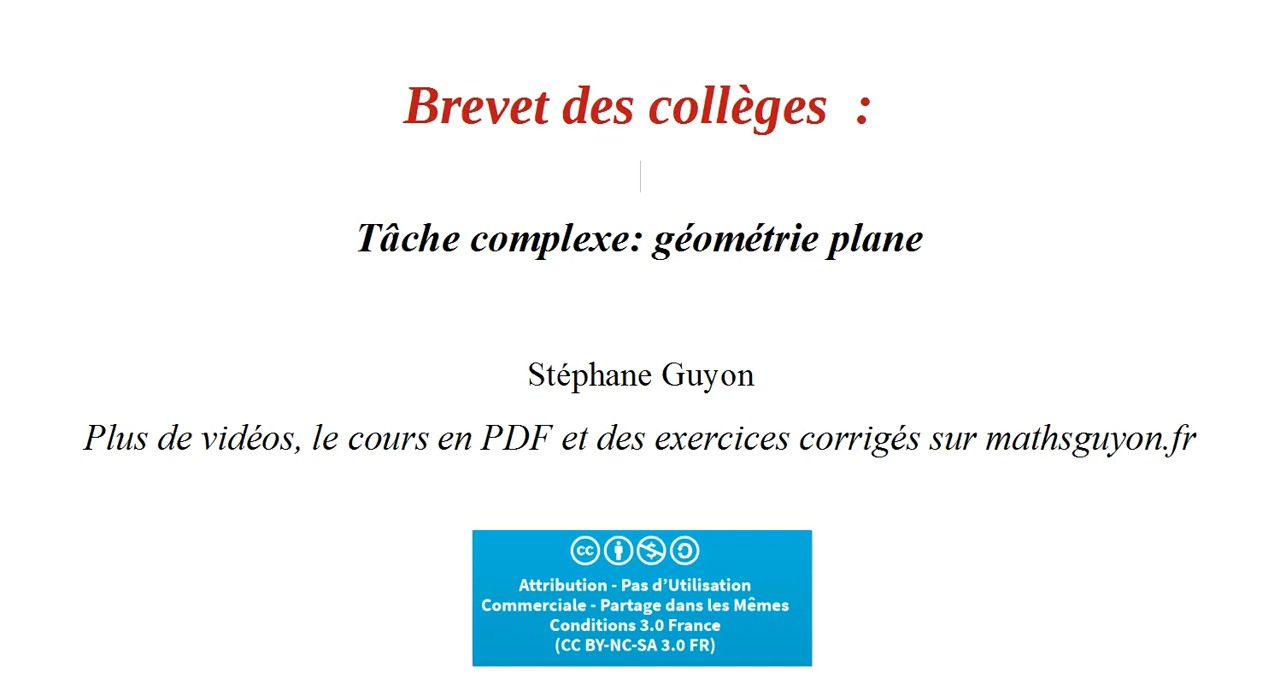 Brevet des collèges :
Tâche complexe: géométrie plane
Stéphane Guyon
Plus de vidéos, le cours en PDF et des exercices corrigés sur mathsguyon.fr
cc
Attribution - Pas d’Utilisation
Commerciale - Partage dans les Mêmes
Conditions 3.0 France
(CC BY-NC-SA 3.0 FR)